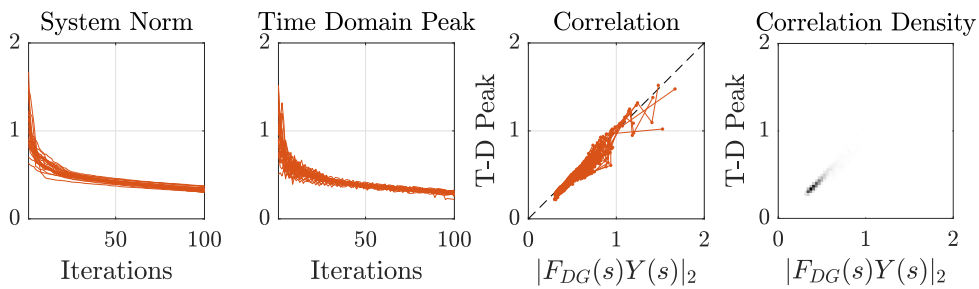 System Norm
2
1
0
50
100
Iterations
Time Domain Peak
2
1
0
50
100
Iterations
Correlation
T-D Peak
2
1
0
0
1
2
|F_{DG}(s)Y(s)|_2
Correlation Density
T-D Peak
2
1
0
0
1
2
|F_{DG}(s)Y(s)|_2